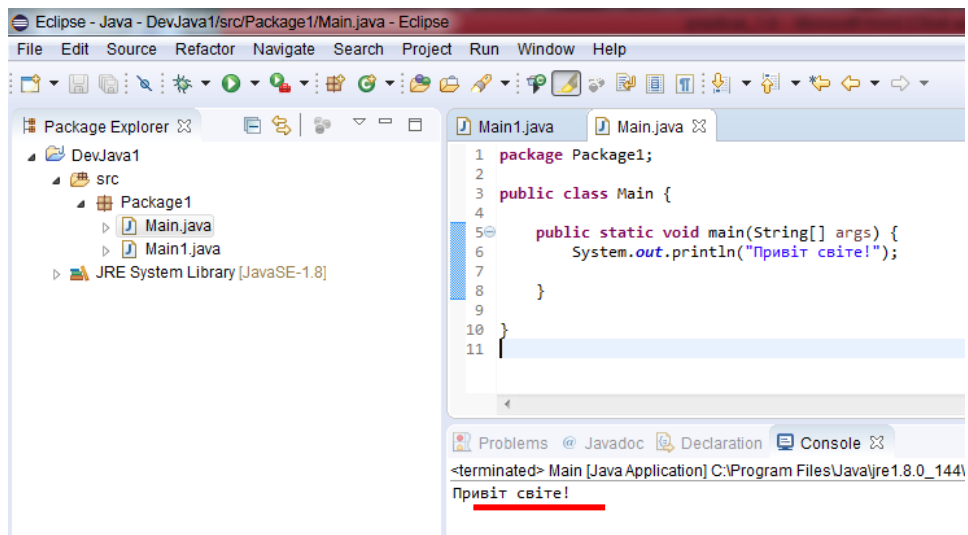 Eclipse - Java - DevJava1/src/Package1/Main.java - Eclipse
File Edit Source Refactor Navigate Search Project Run Window Help
Package Explorer
DevJava1
src
Package1
Main.java
Main1.java
JRE System Library [JavaSE-1.8]
Main1.java Main.java
1 package Package1;
2
3 public class Main {
4
5 public static void main(String[] args) {
6 System.out.println("Привіт світе!");
7
8 }
9
10 }
11
Problems @ Javadoc Declaration Console
<terminated> Main [Java Application] C:\Program Files\Java\jre1.8.0_144\
Привіт світе!